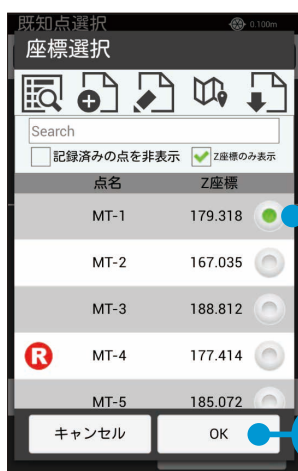 既知点選択 0.100m
座標選択
Search
記録済みの点を非表示 Z座標のみ表示
点名 Z座標
MT-1 179.318
MT-2 167.035
MT-3 188.812
R MT-4 177.414
MT-5 185.072
キャンセル OK